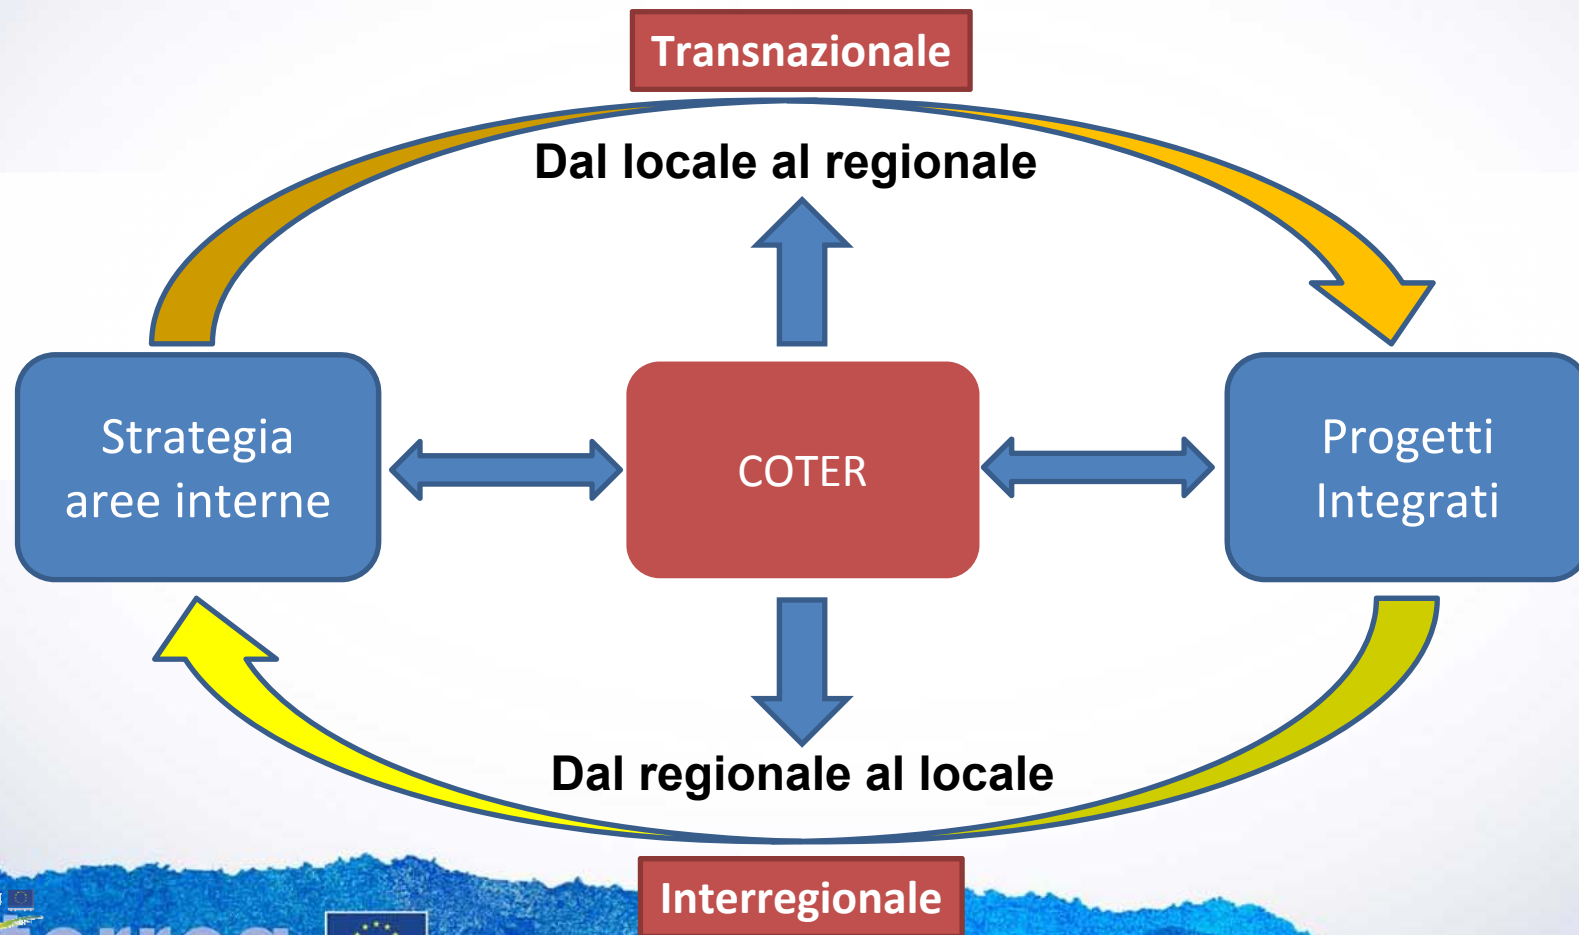 Transnazionale
Dal locale al regionale
Strategia
aree interne
COTER
Progetti
Integrati
Dal regionale al locale
Interregionale